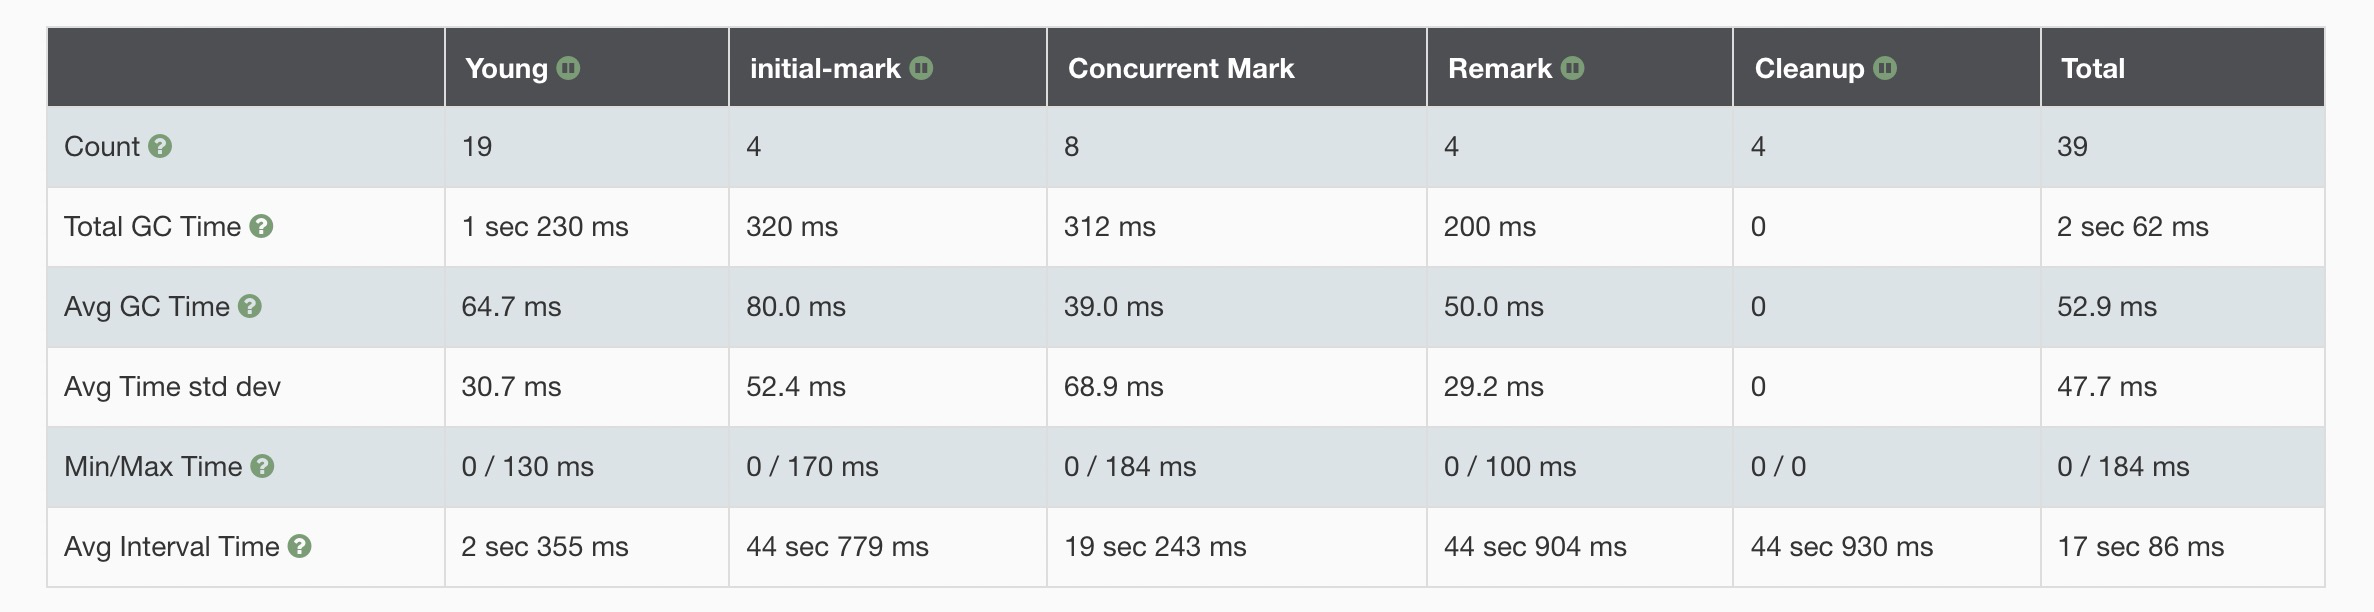 Young initial-mark Concurrent Mark Remark Cleanup Total
Count ? 19 4 8 4 4 39
Total GC Time ? 1 sec 230 ms 320 ms 312 ms 200 ms 0 2 sec 62 ms
Avg GC Time ? 64.7 ms 80.0 ms 39.0 ms 50.0 ms 0 52.9 ms
Avg Time std dev 30.7 ms 52.4 ms 68.9 ms 29.2 ms 0 47.7 ms
Min/Max Time ? 0 / 130 ms 0 / 170 ms 0 / 184 ms 0 / 100 ms 0 / 0 0 / 184 ms
Avg Interval Time ? 2 sec 355 ms 44 sec 779 ms 19 sec 243 ms 44 sec 904 ms 44 sec 930 ms 17 sec 86 ms